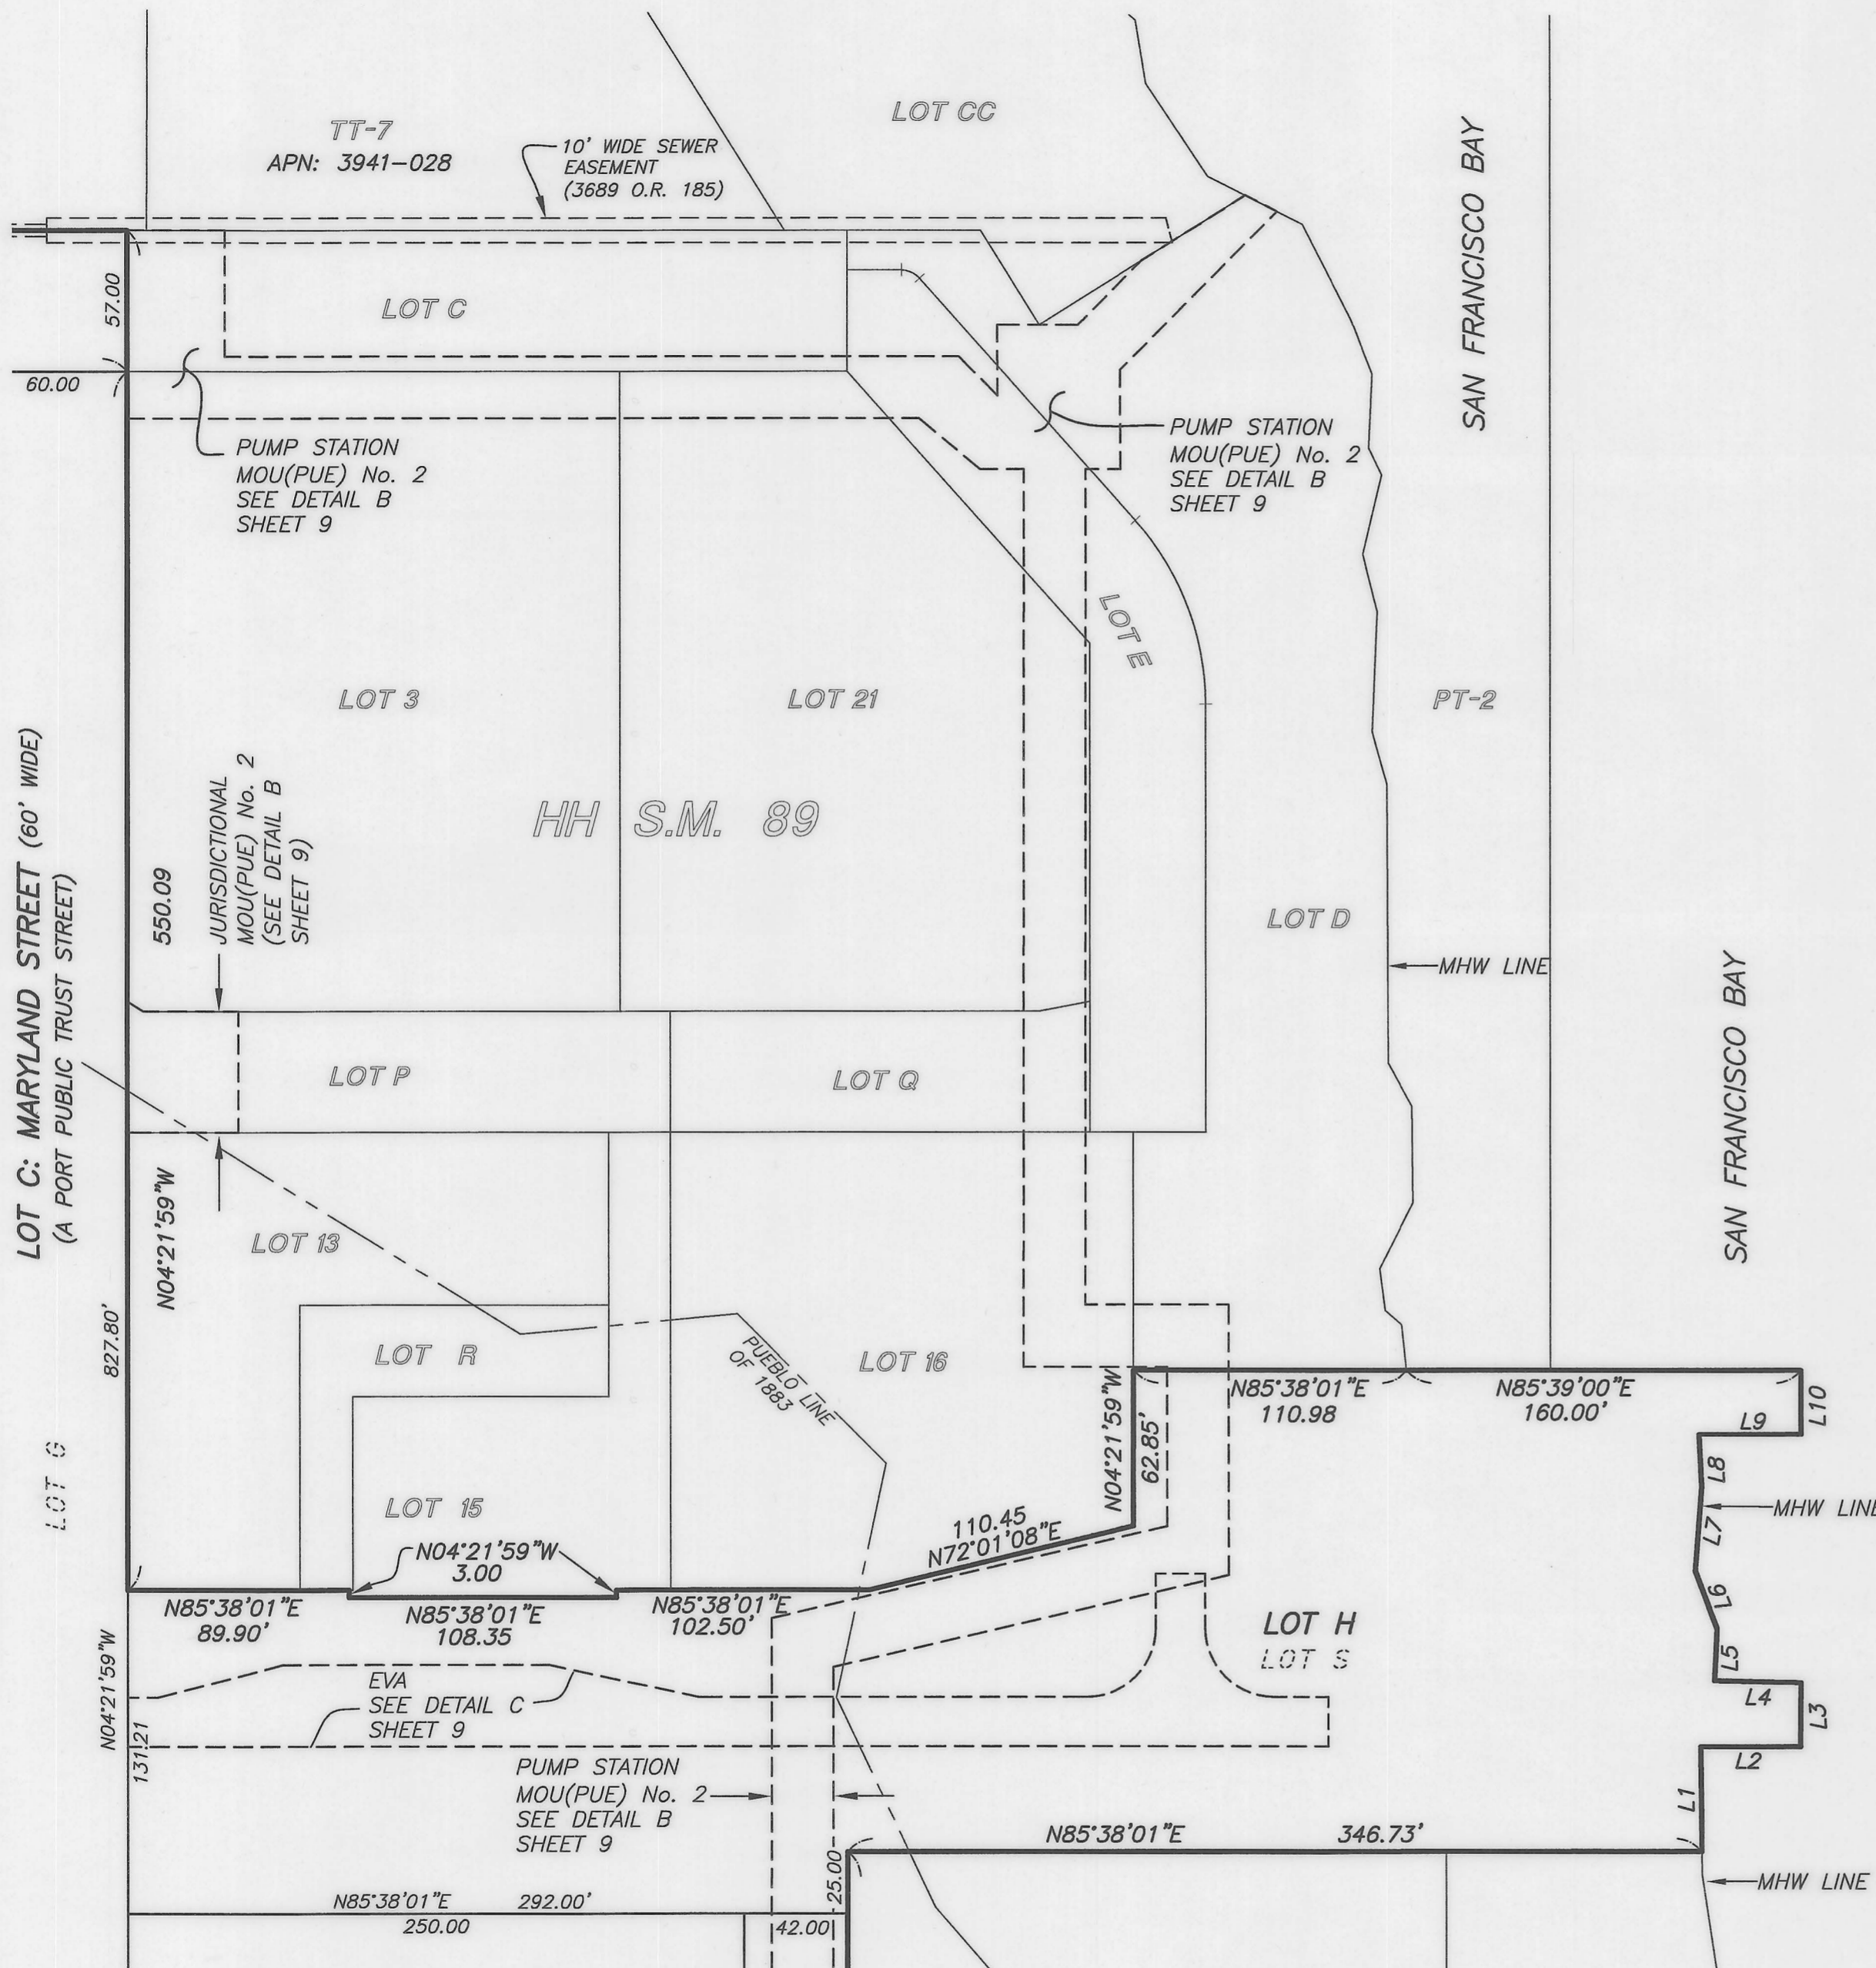 LOT CC
TT-7
APN: 3941-028
10' WIDE SEWER
EASEMENT
(3689 O.R. 185)
SAN FRANCISCO BAY
57.00
LOT C
60.00
PUMP STATION
MOU(PUE) No. 2
SEE DETAIL B
SHEET 9
PUMP STATION
MOU(PUE) No. 2
SEE DETAIL B
SHEET 9
LOT E
LOT 3
LOT 21
PT-2
HH S.M. 89
LOT C: MARYLAND STREET (60' WIDE)
(A PORT PUBLIC TRUST STREET)
550.09
JURISDICTIONAL
MOU(PUE) No. 2
(SEE DETAIL B
SHEET 9)
LOT D
MHW LINE
SAN FRANCISCO BAY
LOT P
LOT Q
N04°21'59"W
LOT 13
827.80'
LOT R
PUEBLO LINE
OF 1883
LOT 16
N04°21'59"W
62.85'
N85°38'01"E
110.98
N85°39'00"E
160.00'
L10
L9
L8
MHW LINE
L7
L6
L5
L4
L3
L2
L1
LOT G
LOT 15
N04°21'59"W
3.00
110.45
N72°01'08"E
N85°38'01"E
89.90'
N85°38'01"E
108.35
N85°38'01"E
102.50'
LOT H
LOT S
N04°21'59"W
131.21
EVA
SEE DETAIL C
SHEET 9
PUMP STATION
MOU(PUE) No. 2
SEE DETAIL B
SHEET 9
N85°38'01"E 346.73'
25.00
MHW LINE
N85°38'01"E 292.00'
250.00
42.00